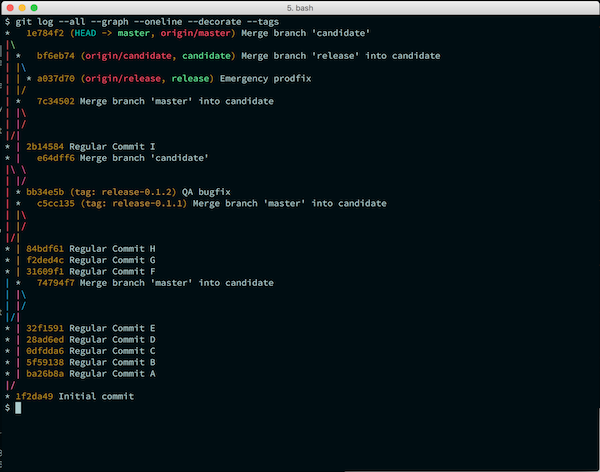 5. bash
$ git log --all --graph --oneline --decorate --tags
*   1e784f2 (HEAD -> master, origin/master) Merge branch 'candidate'
|\
| *   bf6eb74 (origin/candidate, candidate) Merge branch 'release' into candidate
| |\
| | * a037d70 (origin/release, release) Emergency prodfix
| |/
| *   7c34502 Merge branch 'master' into candidate
| |\
| |/
|/|
* | 2b14584 Regular Commit I
* |   e64dff6 Merge branch 'candidate'
|\ \
| |/
| * bb34e5b (tag: release-0.1.2) QA bugfix
| *   c5cc135 (tag: release-0.1.1) Merge branch 'master' into candidate
| |\
| |/
|/|
* | 84bdf61 Regular Commit H
* | f2ded4c Regular Commit G
* | 31609f1 Regular Commit F
| *   74794f7 Merge branch 'master' into candidate
| |\
| |/
|/|
* | 32f1591 Regular Commit E
* | 28ad6ed Regular Commit D
* | 0dfdda6 Regular Commit C
* | 5f59138 Regular Commit B
* | ba26b8a Regular Commit A
|/
* 1f2da49 Initial commit
$